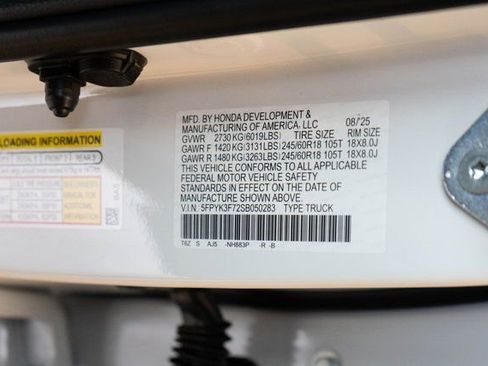 MFD. BY HONDA DEVELOPMENT &
MANUFACTURING OF AMERICA, LLC 08/25
GVWR 2730 KG(6019LBS) TIRE SIZE RIM SIZE
GAWR F 1420 KG(3131LBS) 245/60R18 105T 18X8.0J
GAWR R 1480 KG(3263LBS) 245/60R18 105T 18X8.0J
THIS VEHICLE CONFORMS TO ALL APPLICABLE
FEDERAL MOTOR VEHICLE SAFETY
STANDARDS IN EFFECT ON THE DATE OF
MANUFACTURE SHOWN ABOVE.
V.I.N. 5FPYK3F72SB050283 TYPE TRUCK
T6Z S AJ5 -NH883P -R -B
LOADING INFORMATION